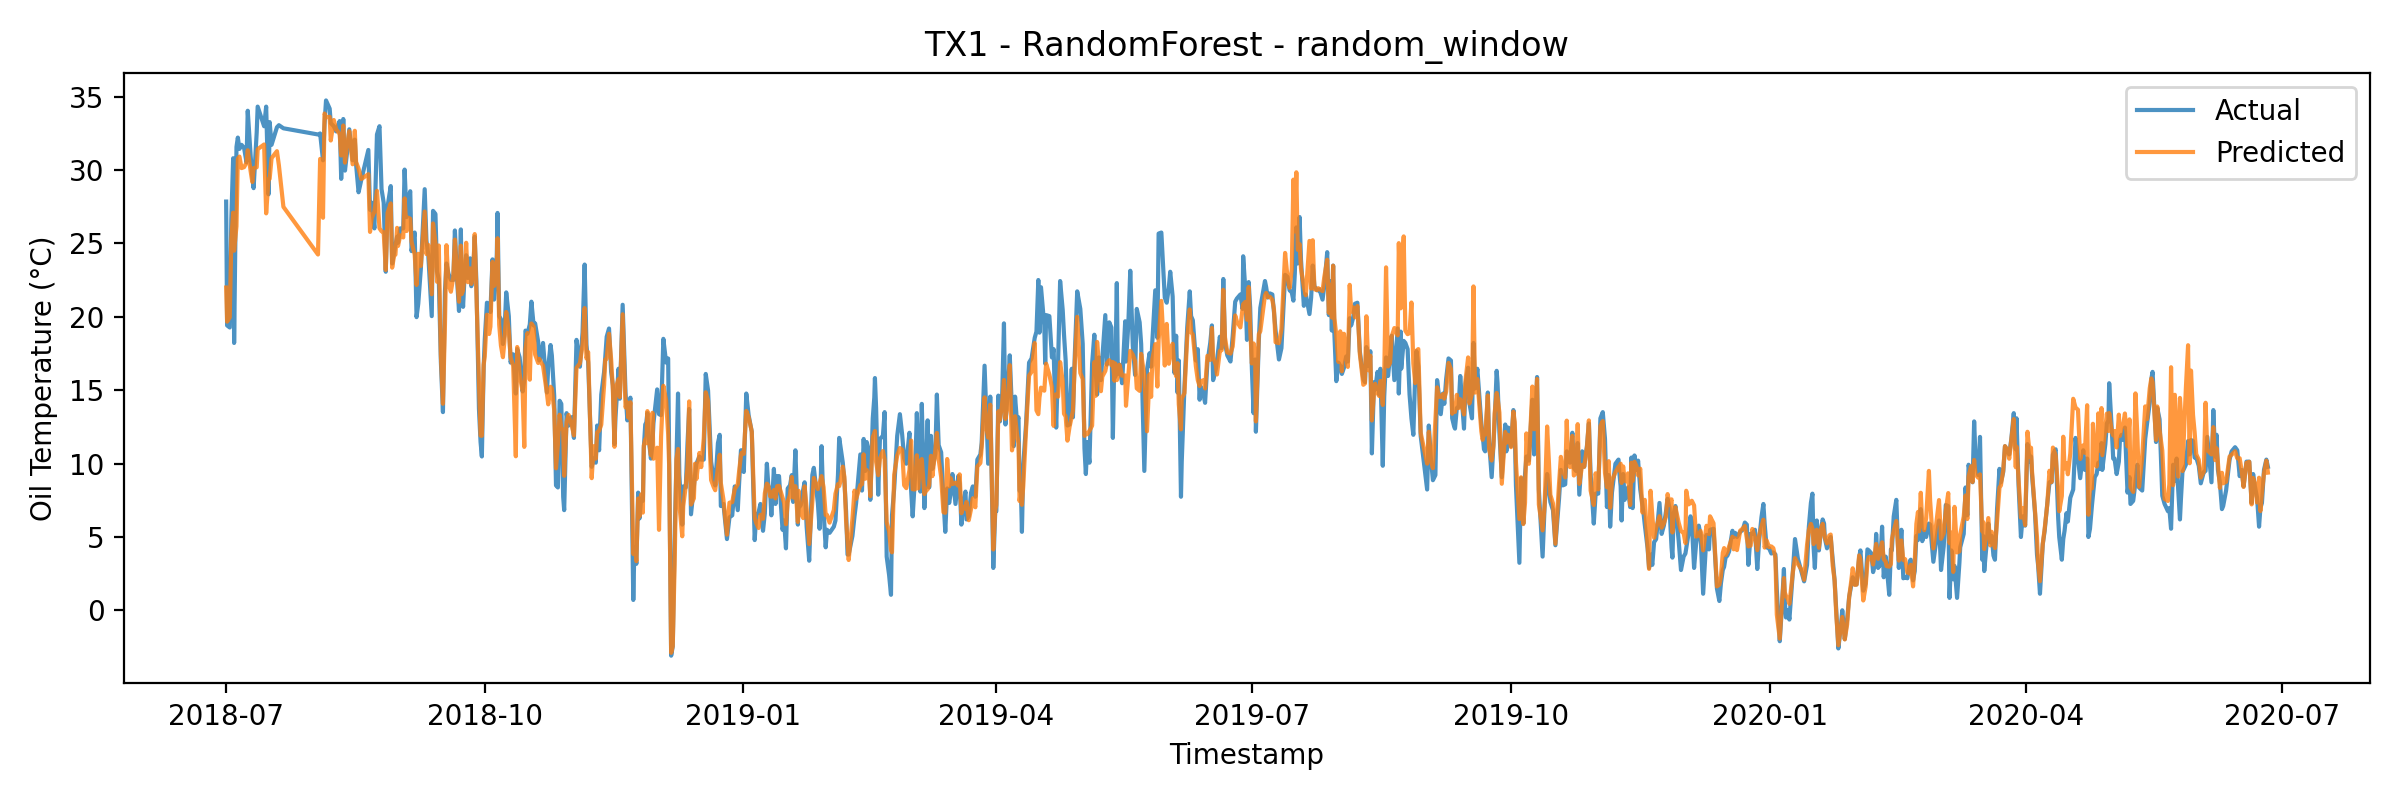 TX1 - RandomForest - random_window
Actual
Predicted
35
30
25
20
15
10
5
0
Oil Temperature (°C)
2018-07 2018-10 2019-01 2019-04 2019-07 2019-10 2020-01 2020-04 2020-07
Timestamp